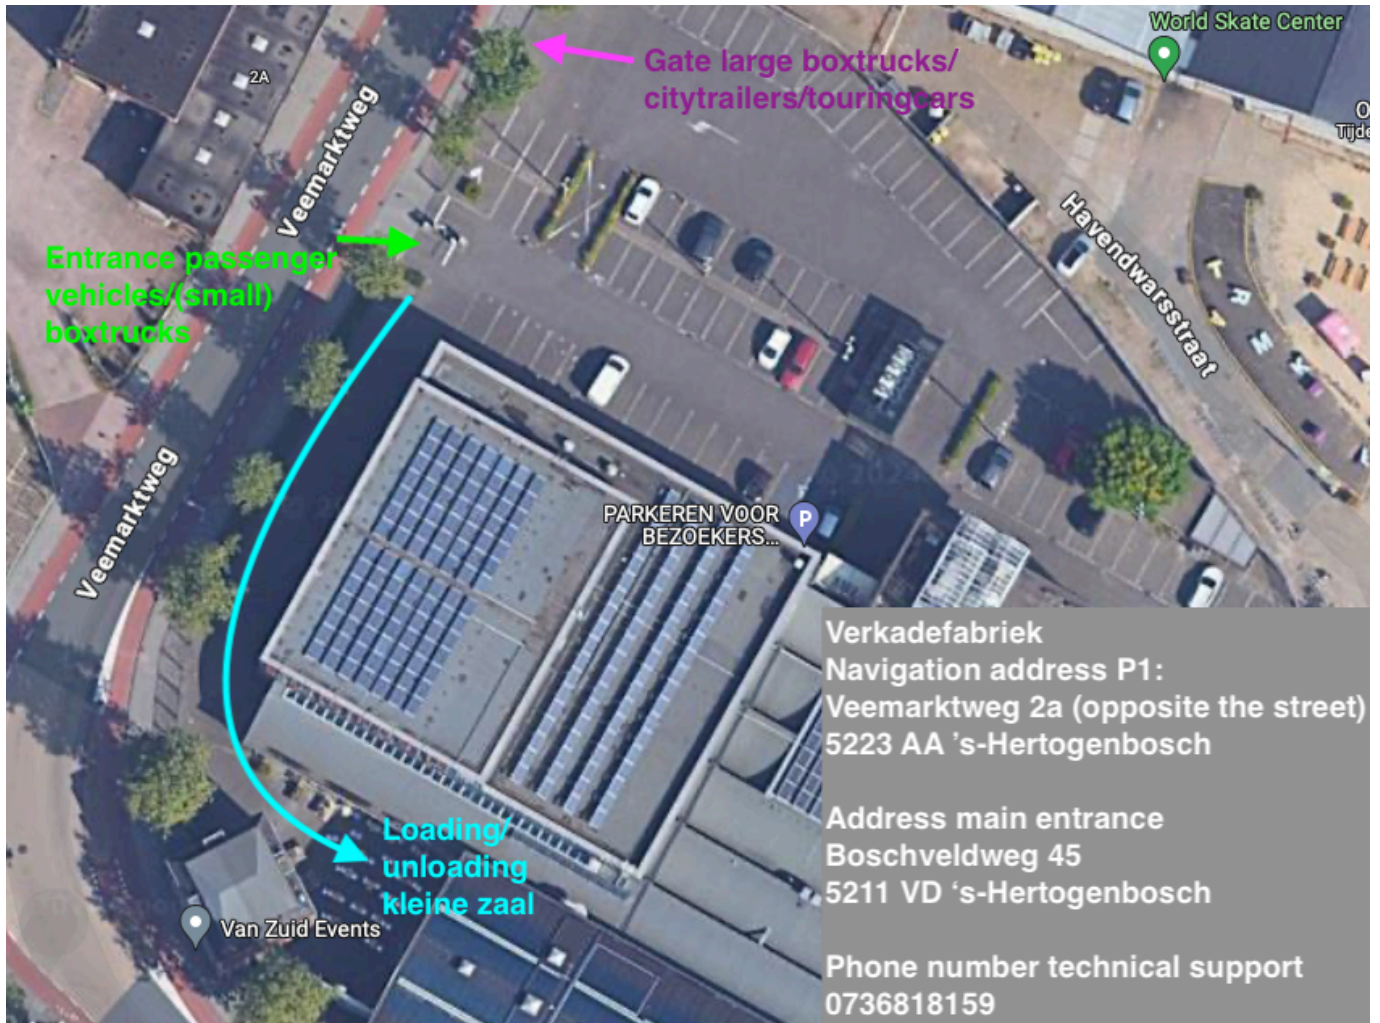 World Skate Center
Gate large boxtrucks/
citytrailers/touringcars
2A
Veemarktweg
Tijde
Havendwarsstraat
Entrance passenger
vehicles/(small)
boxtrucks
Veemarktweg
PARKEREN VOOR
BEZOEKERS...
P
Loading/
unloading
kleine zaal
Van Zuid Events
Verkadefabriek
Navigation address P1:
Veemarktweg 2a (opposite the street)
5223 AA ’s-Hertogenbosch
Address main entrance
Boschveldweg 45
5211 VD ‘s-Hertogenbosch
Phone number technical support
0736818159